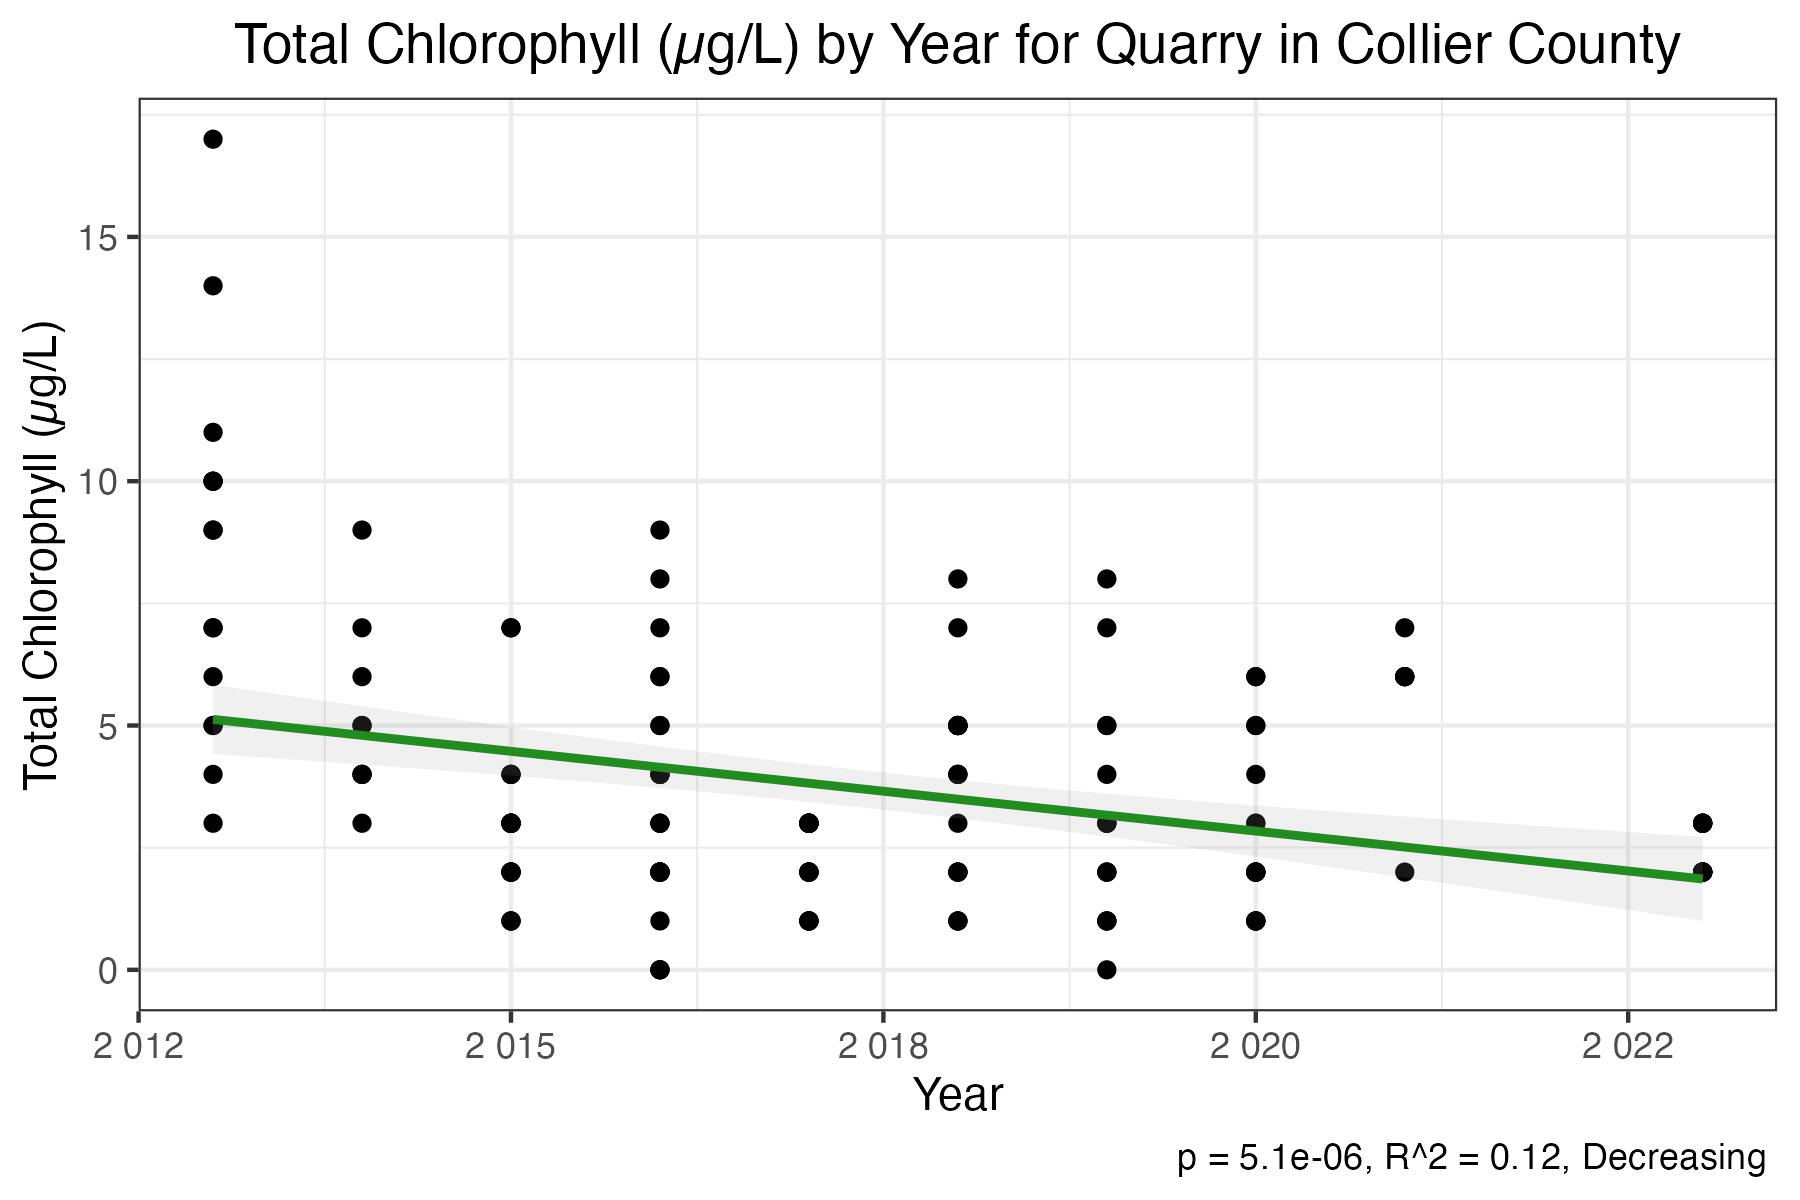 Total Chlorophyll (µg/L) by Year for Quarry in Collier County
Total Chlorophyll (µg/L)
15
10
5
0
2 012
2 015
2 018
2 020
2 022
Year
p = 5.1e-06, R^2 = 0.12, Decreasing